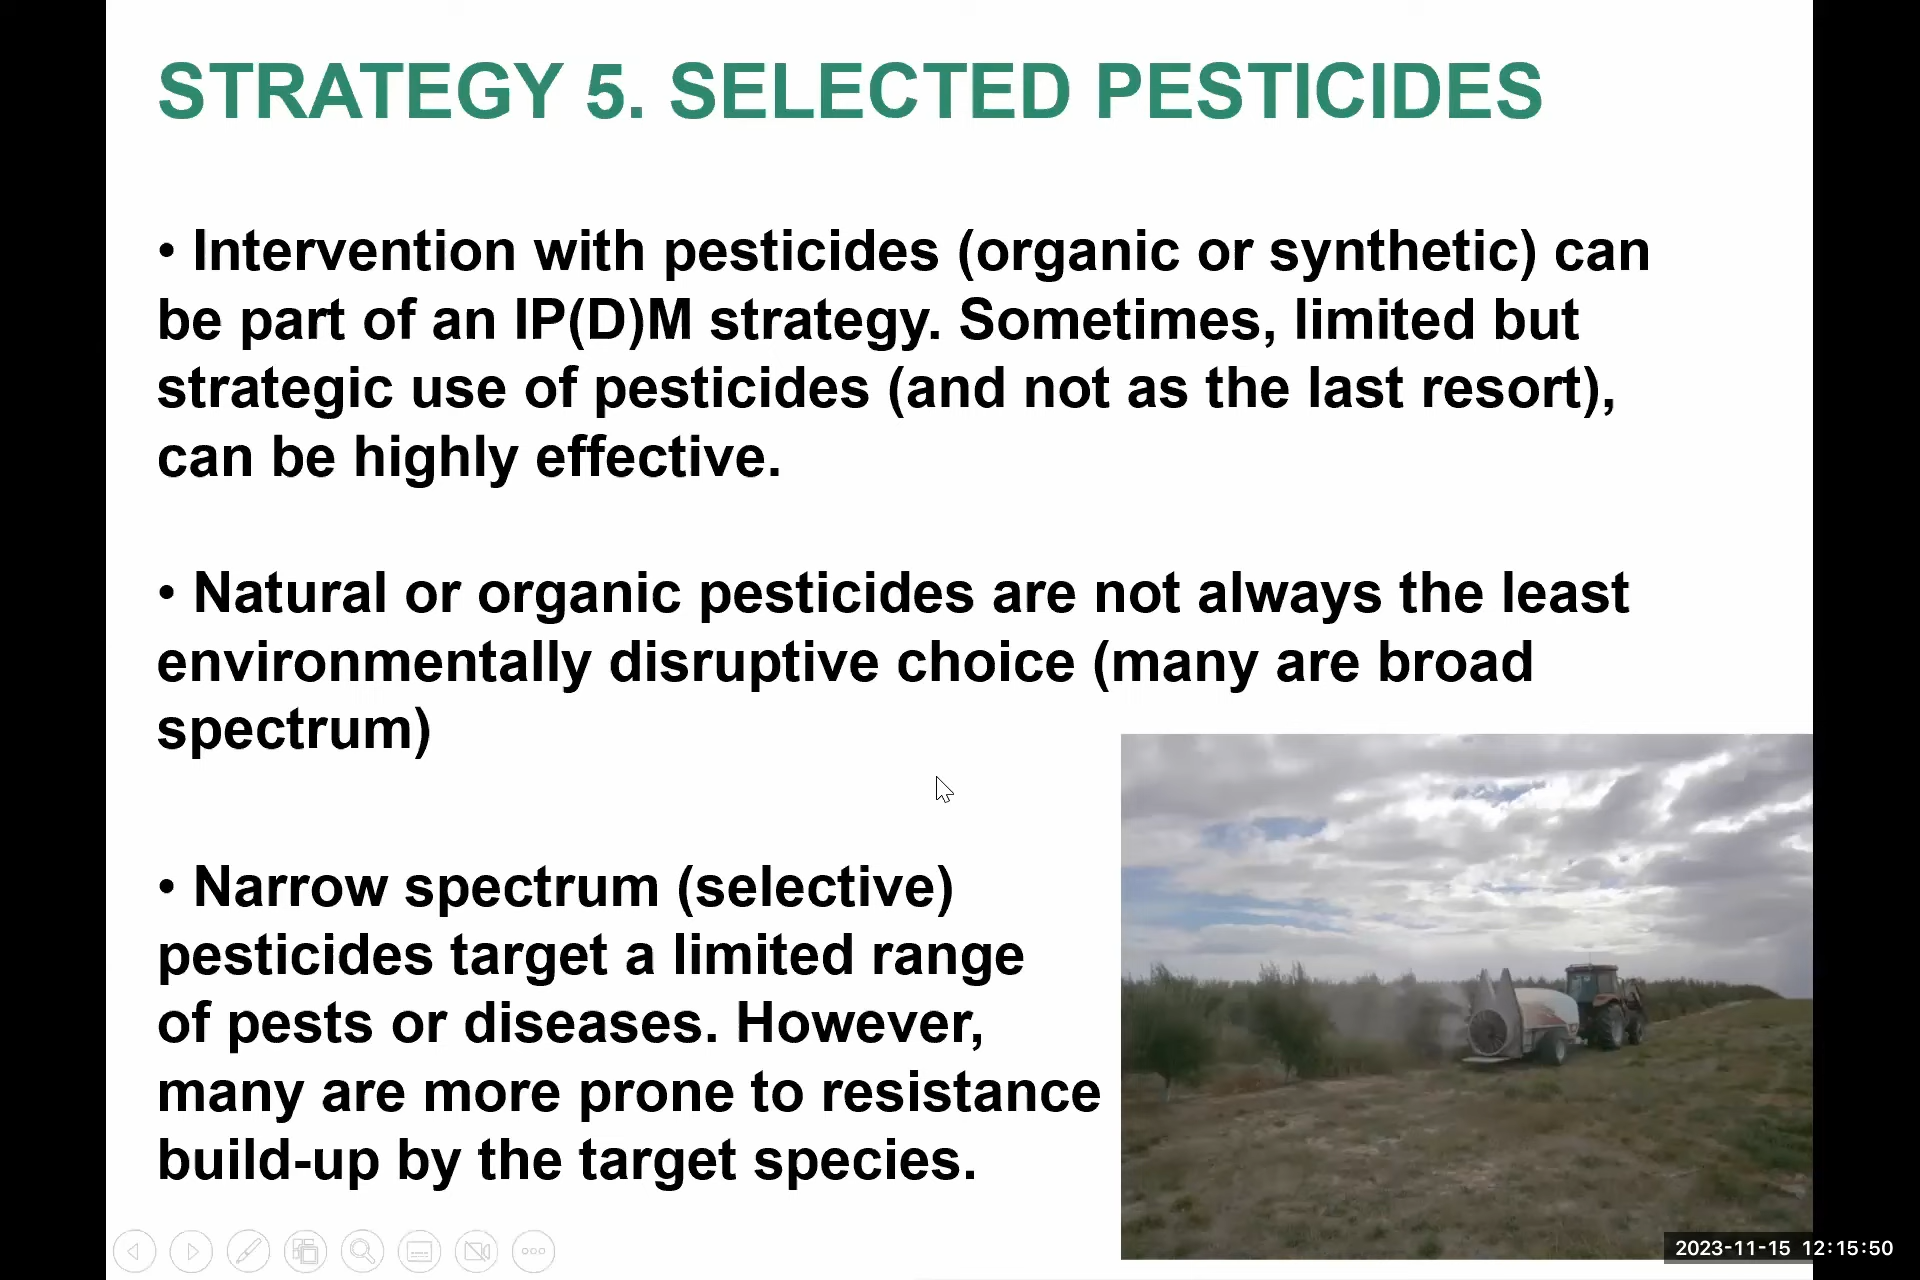 STRATEGY 5. SELECTED PESTICIDES
• Intervention with pesticides (organic or synthetic) can
be part of an IP(D)M strategy. Sometimes, limited but
strategic use of pesticides (and not as the last resort),
can be highly effective.
• Natural or organic pesticides are not always the least
environmentally disruptive choice (many are broad
spectrum)
• Narrow spectrum (selective)
pesticides target a limited range
of pests or diseases. However,
many are more prone to resistance
build-up by the target species.
2023-11-15 12:15:50